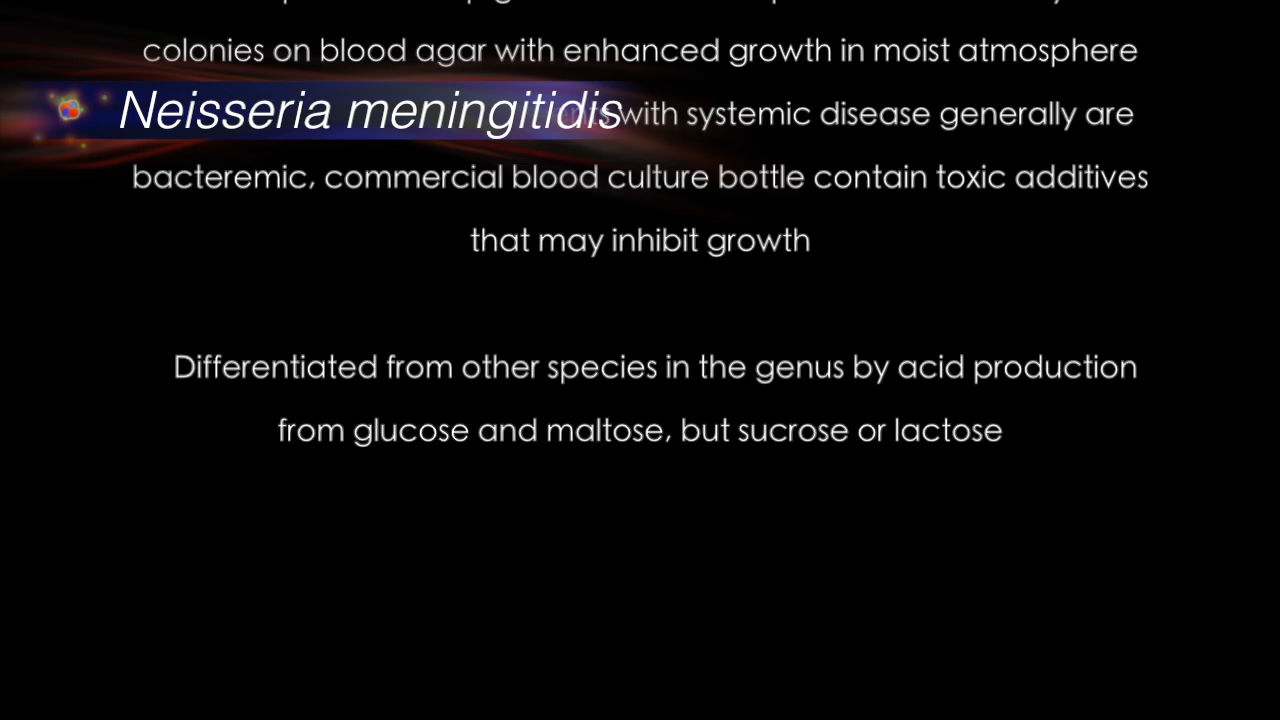 colonies on blood agar with enhanced growth in moist atmosphere
Neisseria meningitidis with systemic disease generally are
bacteremic, commercial blood culture bottle contain toxic additives
that may inhibit growth
Differentiated from other species in the genus by acid production
from glucose and maltose, but sucrose or lactose